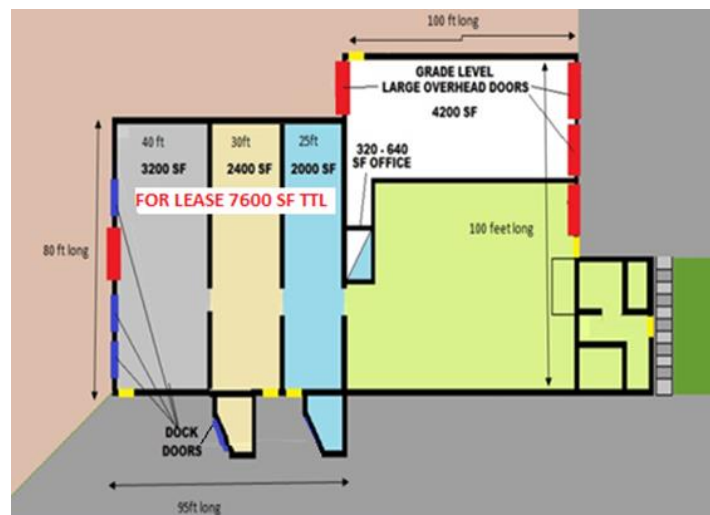 100 ft long
GRADE LEVEL
LARGE OVERHEAD DOORS
4200 SF
40 ft
30ft
25ft
3200 SF
2400 SF
2000 SF
320 - 640
SF OFFICE
FOR LEASE 7600 SF TTL
80 ft long
100 feet long
DOCK
DOORS
95ft long